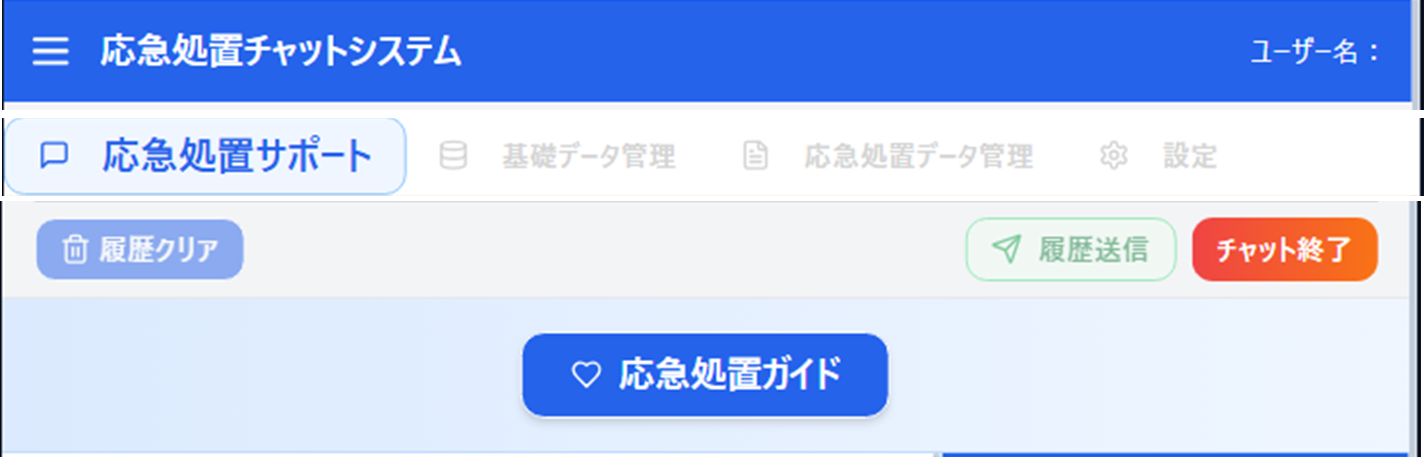 応急処置チャットシステム ユーザー名：
応急処置サポート 基礎データ管理 応急処置データ管理 設定
履歴クリア 履歴送信 チャット終了
応急処置ガイド